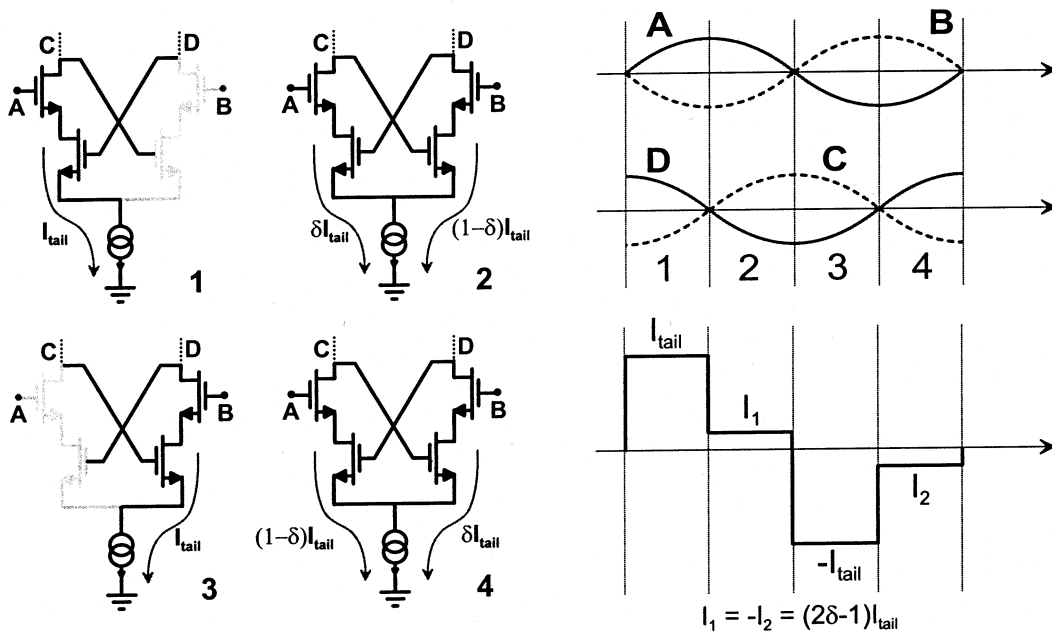 C D
A B
I_tail
1
C D
A B
δI_tail (1−δ)I_tail
2
C D
A B
I_tail
3
C D
A B
(1−δ)I_tail δI_tail
4
A B
D C
1 2 3 4
I_tail
I_1
I_2
-I_tail
I_1 = -I_2 = (2δ-1)I_tail